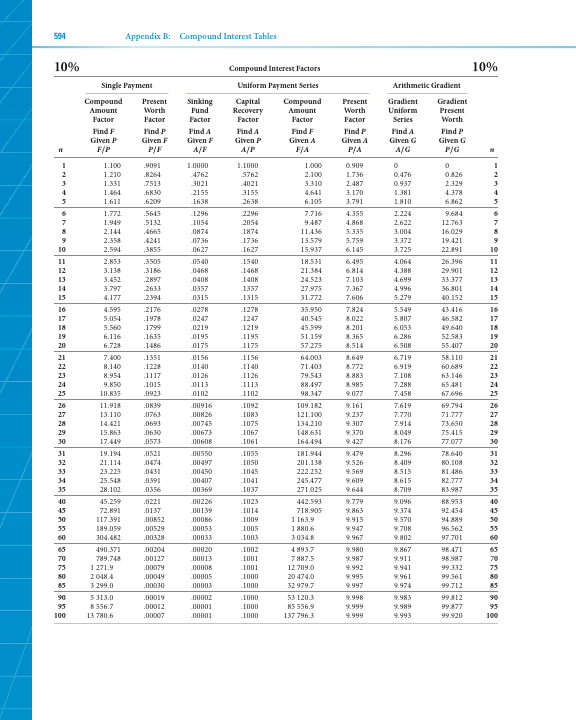 594 Appendix B: Compound Interest Tables
10% Compound Interest Factors 10%
Single Payment Uniform Payment Series Arithmetic Gradient
Compound Present Sinking Capital Compound Present Gradient Gradient
Amount Worth Fund Recovery Amount Worth Uniform Present
Factor Factor Factor Factor Factor Factor Series Worth
Find F Find P Find A Find A Find F Find P Find A Find P
Given P Given F Given F Given P Given A Given A Given G Given G
n F/P P/F A/F A/P F/A P/A A/G P/G n
1 1.100 .9091 1.0000 1.1000 1.000 0.909 0 0 1
2 1.210 .8264 .4762 .5762 2.100 1.736 0.476 0.826 2
3 1.331 .7513 .3021 .4021 3.310 2.487 0.937 2.329 3
4 1.464 .6830 .2155 .3155 4.641 3.170 1.381 4.378 4
5 1.611 .6209 .1638 .2638 6.105 3.791 1.810 6.862 5
6 1.772 .5645 .1296 .2296 7.716 4.355 2.224 9.684 6
7 1.949 .5132 .1054 .2054 9.487 4.868 2.622 12.763 7
8 2.144 .4665 .0874 .1874 11.436 5.335 3.004 16.029 8
9 2.358 .4241 .0736 .1736 13.579 5.759 3.372 19.421 9
10 2.594 .3855 .0627 .1627 15.937 6.145 3.725 22.891 10
11 2.853 .3505 .0540 .1540 18.531 6.495 4.064 26.396 11
12 3.138 .3186 .0468 .1468 21.384 6.814 4.388 29.901 12
13 3.452 .2897 .0408 .1408 24.523 7.103 4.699 33.377 13
14 3.797 .2633 .0357 .1357 27.975 7.367 4.996 36.801 14
15 4.177 .2394 .0315 .1315 31.772 7.606 5.279 40.152 15
16 4.595 .2176 .0278 .1278 35.950 7.824 5.549 43.416 16
17 5.054 .1978 .0247 .1247 40.545 8.022 5.807 46.582 17
18 5.560 .1799 .0219 .1219 45.599 8.201 6.053 49.640 18
19 6.116 .1635 .0195 .1195 51.159 8.365 6.286 52.583 19
20 6.728 .1486 .0175 .1175 57.275 8.514 6.508 55.407 20
21 7.400 .1351 .0156 .1156 64.003 8.649 6.719 58.110 21
22 8.140 .1228 .0140 .1140 71.403 8.772 6.919 60.689 22
23 8.954 .1117 .0126 .1126 79.543 8.883 7.108 63.146 23
24 9.850 .1015 .0113 .1113 88.497 8.985 7.288 65.481 24
25 10.835 .0923 .0102 .1102 98.347 9.077 7.458 67.696 25
26 11.918 .0839 .00916 .1092 109.182 9.161 7.619 69.794 26
27 13.110 .0763 .00826 .1083 121.100 9.237 7.770 71.777 27
28 14.421 .0693 .00745 .1075 134.210 9.307 7.914 73.650 28
29 15.863 .0630 .00673 .1067 148.631 9.370 8.049 75.415 29
30 17.449 .0573 .00608 .1061 164.494 9.427 8.176 77.077 30
31 19.194 .0521 .00550 .1055 181.944 9.479 8.296 78.640 31
32 21.114 .0474 .00497 .1050 201.138 9.526 8.409 80.108 32
33 23.225 .0431 .00450 .1045 222.252 9.569 8.515 81.486 33
34 25.548 .0391 .00407 .1041 245.477 9.609 8.615 82.777 34
35 28.102 .0356 .00369 .1037 271.025 9.644 8.709 83.987 35
40 45.259 .0221 .00226 .1023 442.593 9.779 9.096 88.953 40
45 72.891 .0137 .00139 .1014 718.905 9.863 9.374 92.454 45
50 117.391 .00852 .00086 .1009 1 163.9 9.915 9.570 94.889 50
55 189.059 .00529 .00053 .1005 1 880.6 9.947 9.708 96.562 55
60 304.482 .00328 .00033 .1003 3 034.8 9.967 9.802 97.701 60
65 490.371 .00204 .00020 .1002 4 893.7 9.980 9.867 98.471 65
70 789.748 .00127 .00013 .1001 7 887.5 9.987 9.911 98.987 70
75 1 271.9 .00079 .00008 .1001 12 709.0 9.992 9.941 99.332 75
80 2 048.4 .00049 .00005 .1000 20 474.0 9.995 9.961 99.561 80
85 3 299.0 .00030 .00003 .1000 32 979.7 9.997 9.974 99.712 85
90 5 313.0 .00019 .00002 .1000 53 120.3 9.998 9.983 99.812 90
95 8 556.7 .00012 .00001 .1000 85 556.9 9.999 9.989 99.877 95
100 13 780.6 .00007 .00001 .1000 137 796.3 9.999 9.993 99.920 100